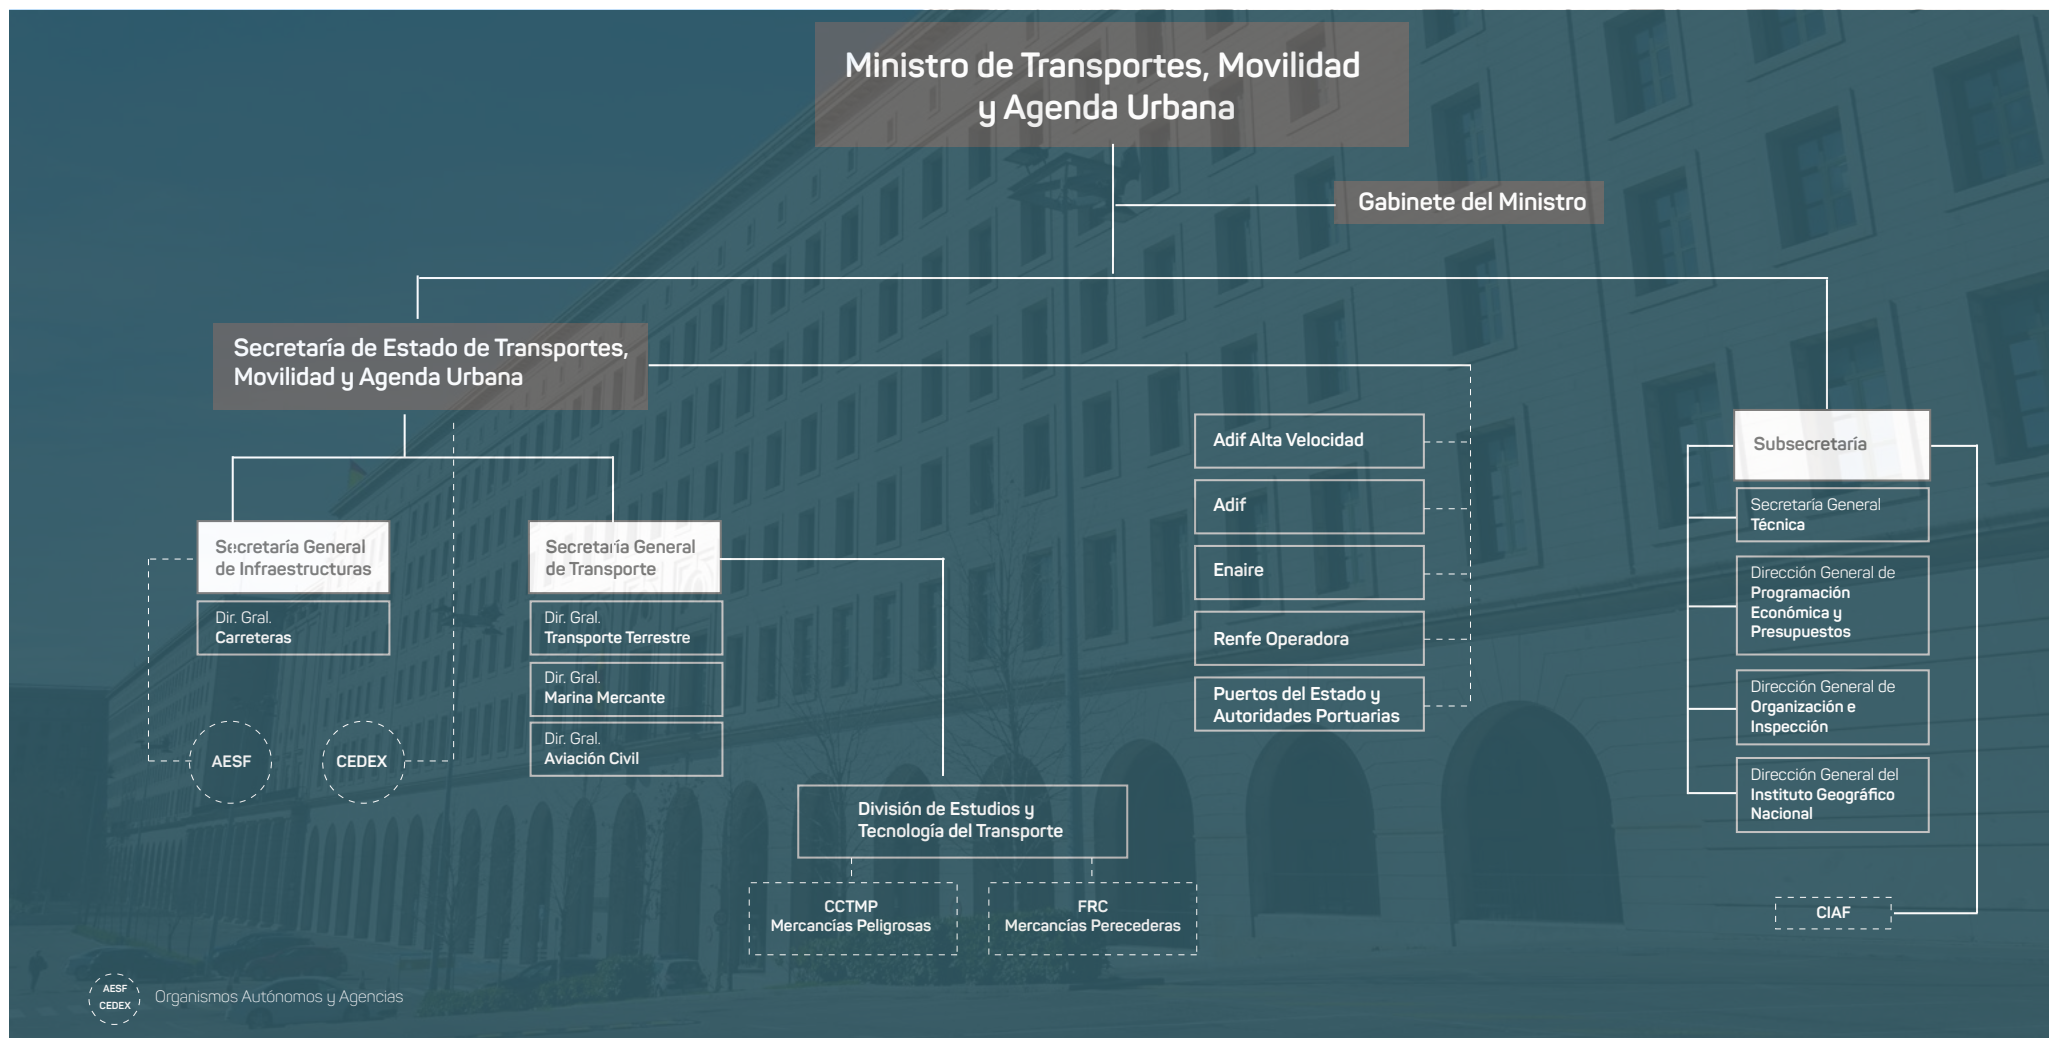 Ministro de Transportes, Movilidad
y Agenda Urbana
Gabinete del Ministro
Secretaría de Estado de Transportes,
Movilidad y Agenda Urbana
Secretaría General
de Infraestructuras
Dir. Gral.
Carreteras
AESF
CEDEX
Secretaría General
de Transporte
Dir. Gral.
Transporte Terrestre
Dir. Gral.
Marina Mercante
Dir. Gral.
Aviación Civil
División de Estudios y
Tecnología del Transporte
CCTMP
Mercancías Peligrosas
FRC
Mercancías Perecederas
Adif Alta Velocidad
Adif
Enaire
Renfe Operadora
Puertos del Estado y
Autoridades Portuarias
Subsecretaría
Secretaría General
Técnica
Dirección General de
Programación
Económica y
Presupuestos
Dirección General de
Organización e
Inspección
Dirección General del
Instituto Geográfico
Nacional
CIAF
AESF
CEDEX
Organismos Autónomos y Agencias